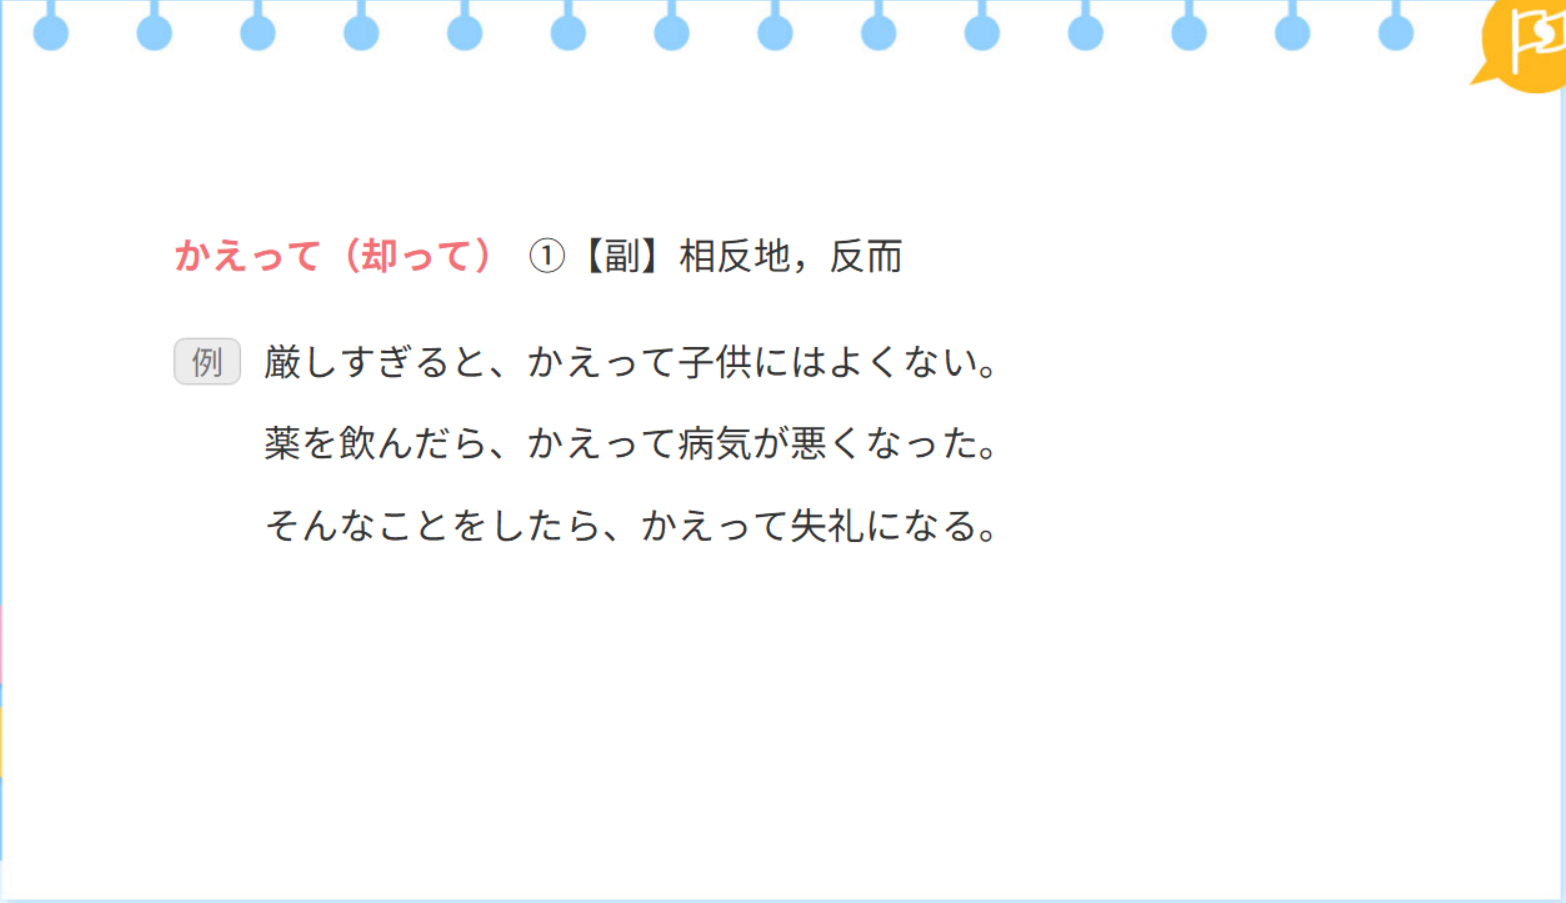 かえって（却って） ①【副】相反地，反而
例 厳しすぎると、かえって子供にはよくない。
薬を飲んだら、かえって病気が悪くなった。
そんなことをしたら、かえって失礼になる。